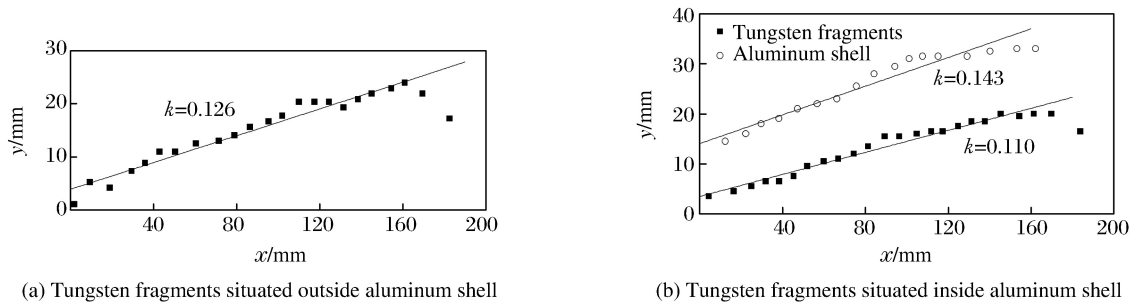 30
20
10
0
y/mm
k=0.126
40
80
120
160
200
x/mm
(a) Tungsten fragments situated outside aluminum shell
40
30
20
10
0
y/mm
Tungsten fragments
Aluminum shell
k=0.143
k=0.110
40
80
120
160
200
x/mm
(b) Tungsten fragments situated inside aluminum shell